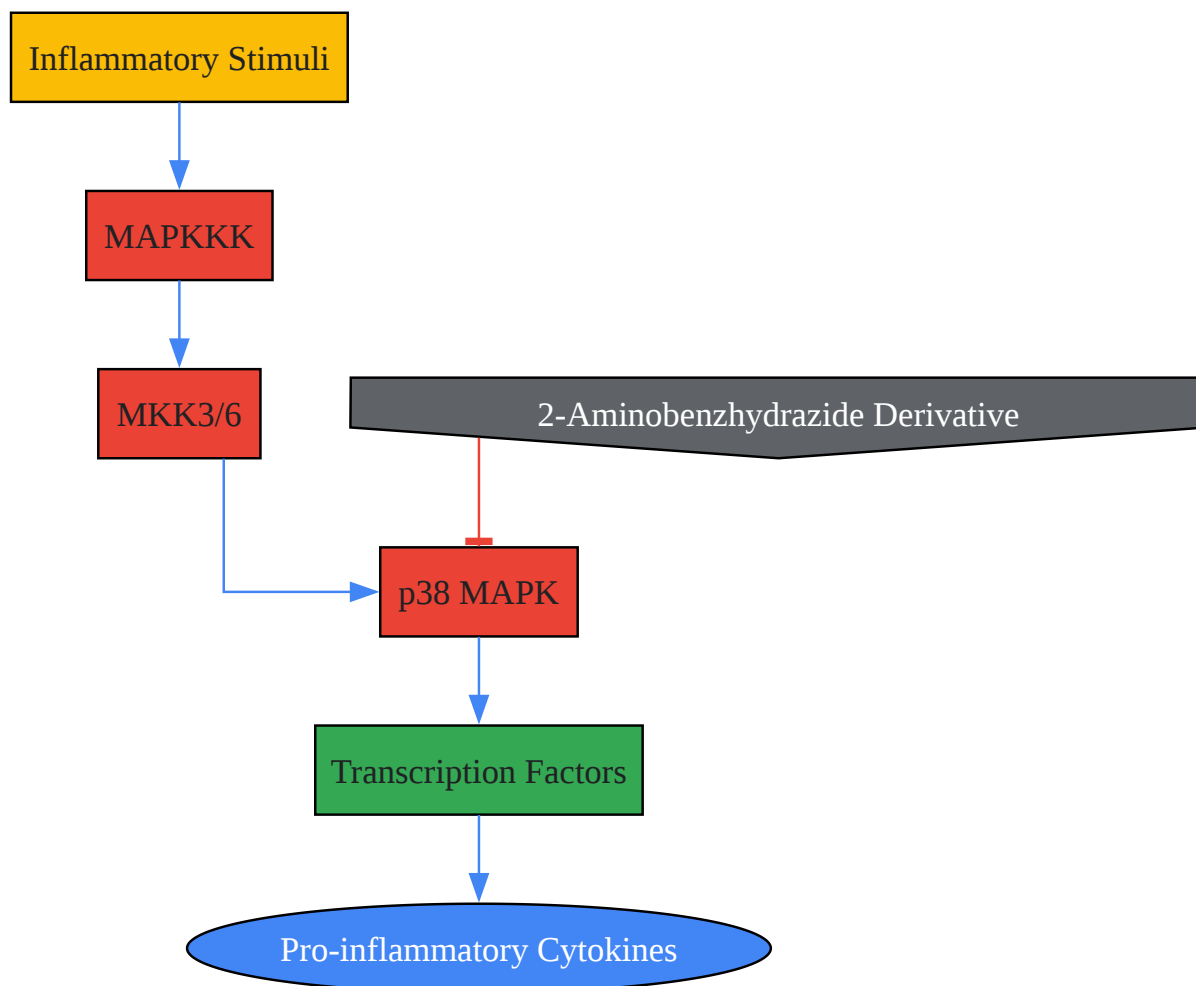 Inflammatory Stimuli
MAPKKK
MKK3/6
2-Aminobenzhydrazide Derivative
p38 MAPK
Transcription Factors
Pro-inflammatory Cytokines